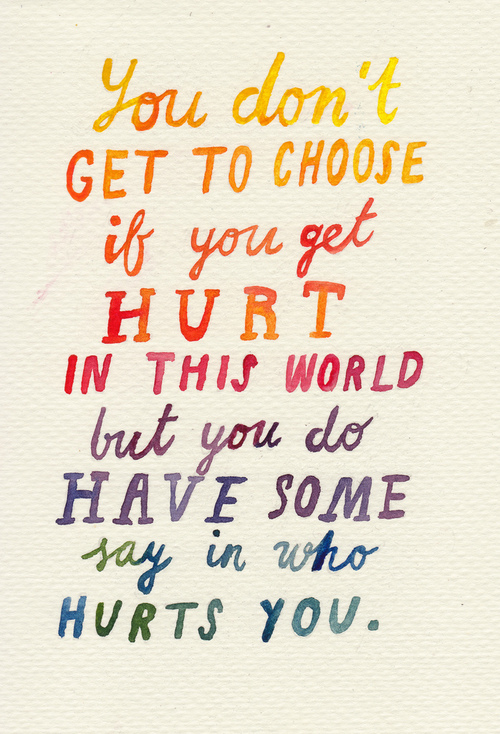 You don't
GET TO CHOOSE
if you get
HURT
IN THIS WORLD
but you do
HAVE SOME
say in who
HURTS YOU.